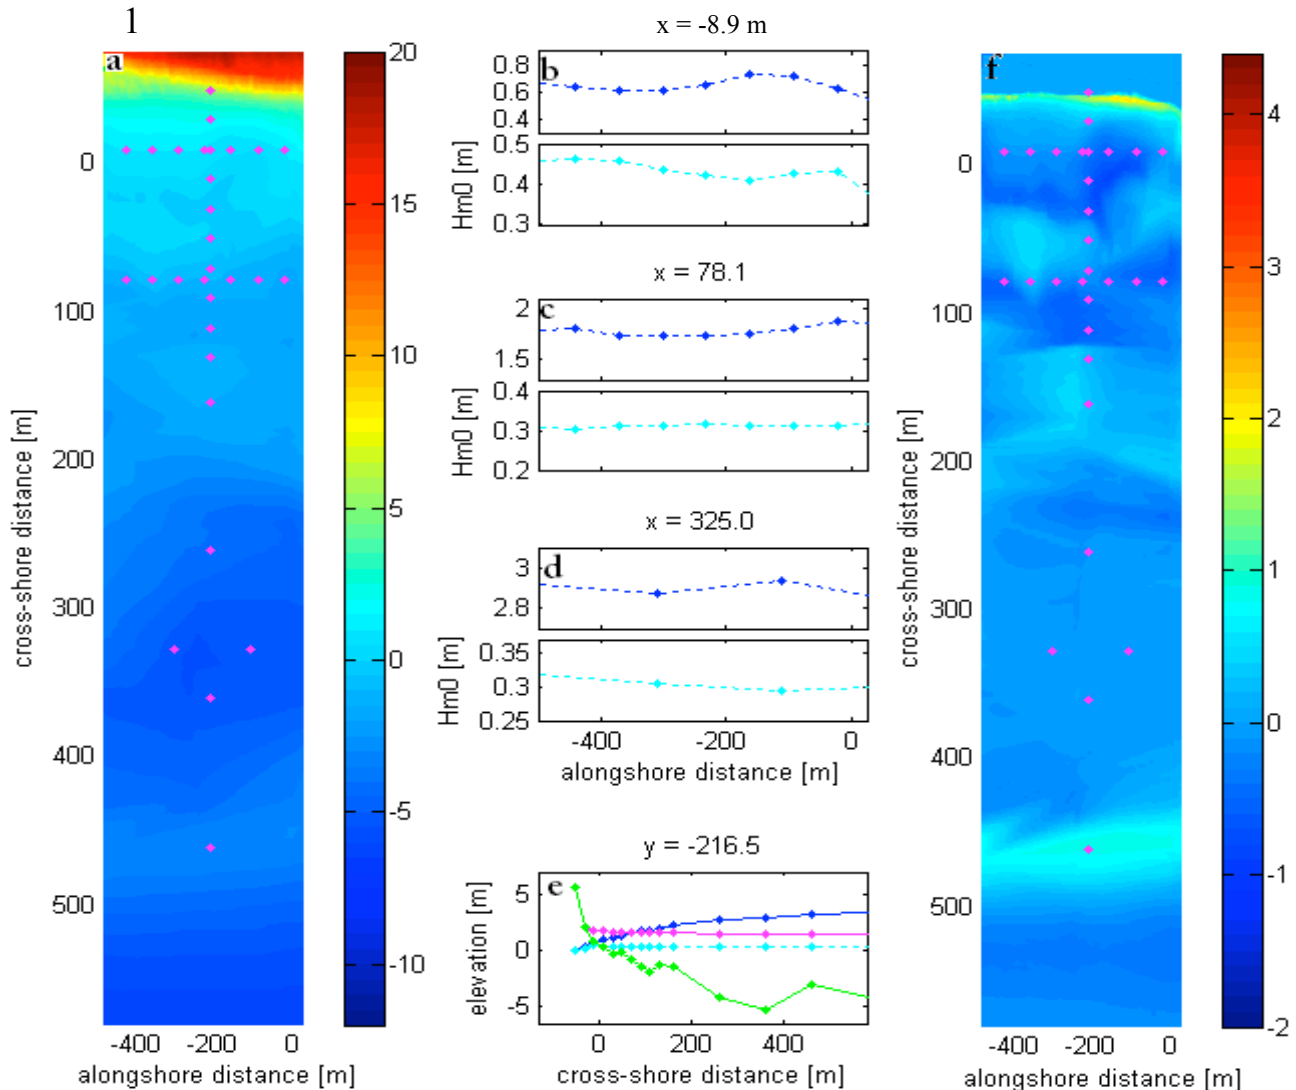 1
x = -8.9 m
a
20
15
10
5
0
-5
-10
0
100
200
300
400
500
cross-shore distance [m]
-400 -200 0
alongshore distance [m]
b
0.8
0.6
0.4
0.5
0.4
0.3
Hm0 [m]
x = 78.1
c
2
1.5
0.4
0.3
0.2
Hm0 [m]
x = 325.0
d
3
2.8
0.35
0.3
0.25
Hm0 [m]
-400 -200 0
alongshore distance [m]
y = -216.5
e
5
0
-5
elevation [m]
0 200 400
cross-shore distance [m]
f
0
100
200
300
400
500
cross-shore distance [m]
-400 -200 0
alongshore distance [m]
4
3
2
1
0
-1
-2